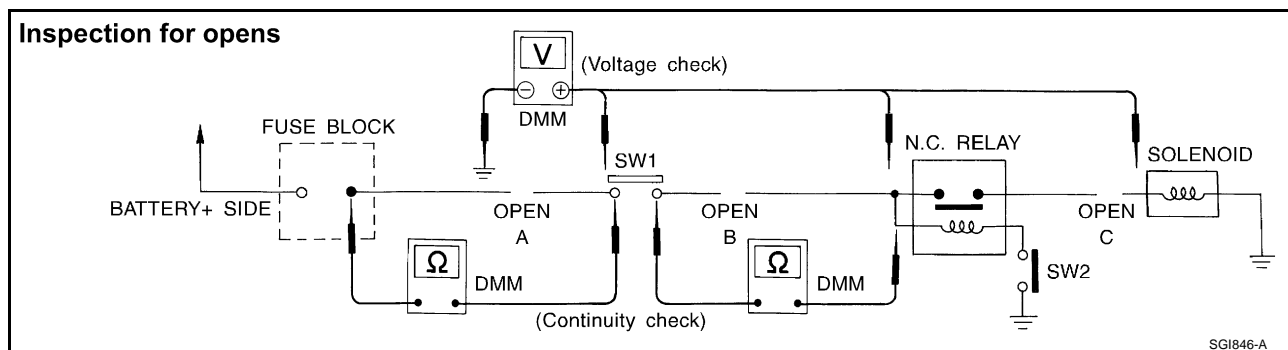 Inspection for opens
V
(Voltage check)
− +
DMM
FUSE BLOCK
SW1
N.C. RELAY
SOLENOID
BATTERY+ SIDE
OPEN
A
OPEN
B
OPEN
C
Ω
DMM
Ω
DMM
SW2
(Continuity check)
SGI846-A